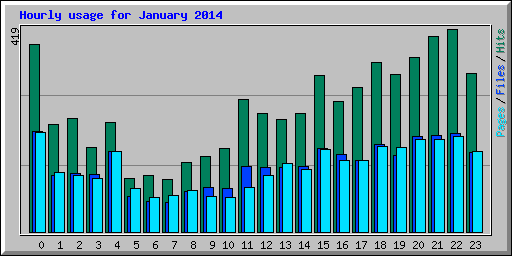 Hourly usage for January 2014
419
Pages/Files/Hits
0 1 2 3 4 5 6 7 8 9 10 11 12 13 14 15 16 17 18 19 20 21 22 23